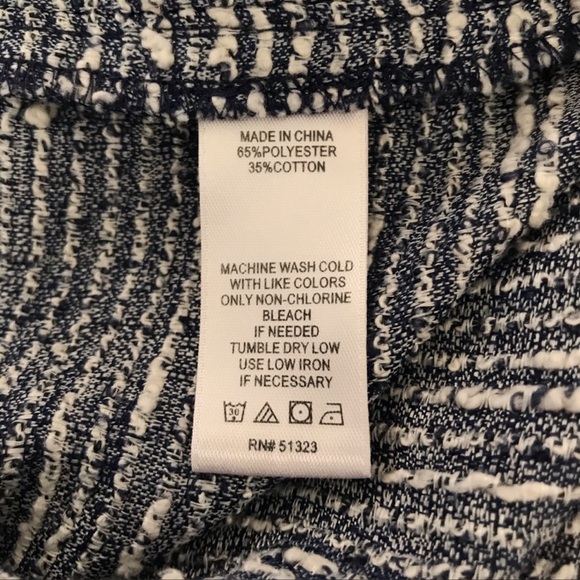 MADE IN CHINA
65%POLYESTER
35%COTTON
MACHINE WASH COLD
WITH LIKE COLORS
ONLY NON-CHLORINE
BLEACH
IF NEEDED
TUMBLE DRY LOW
USE LOW IRON
IF NECESSARY
30
RN# 51323